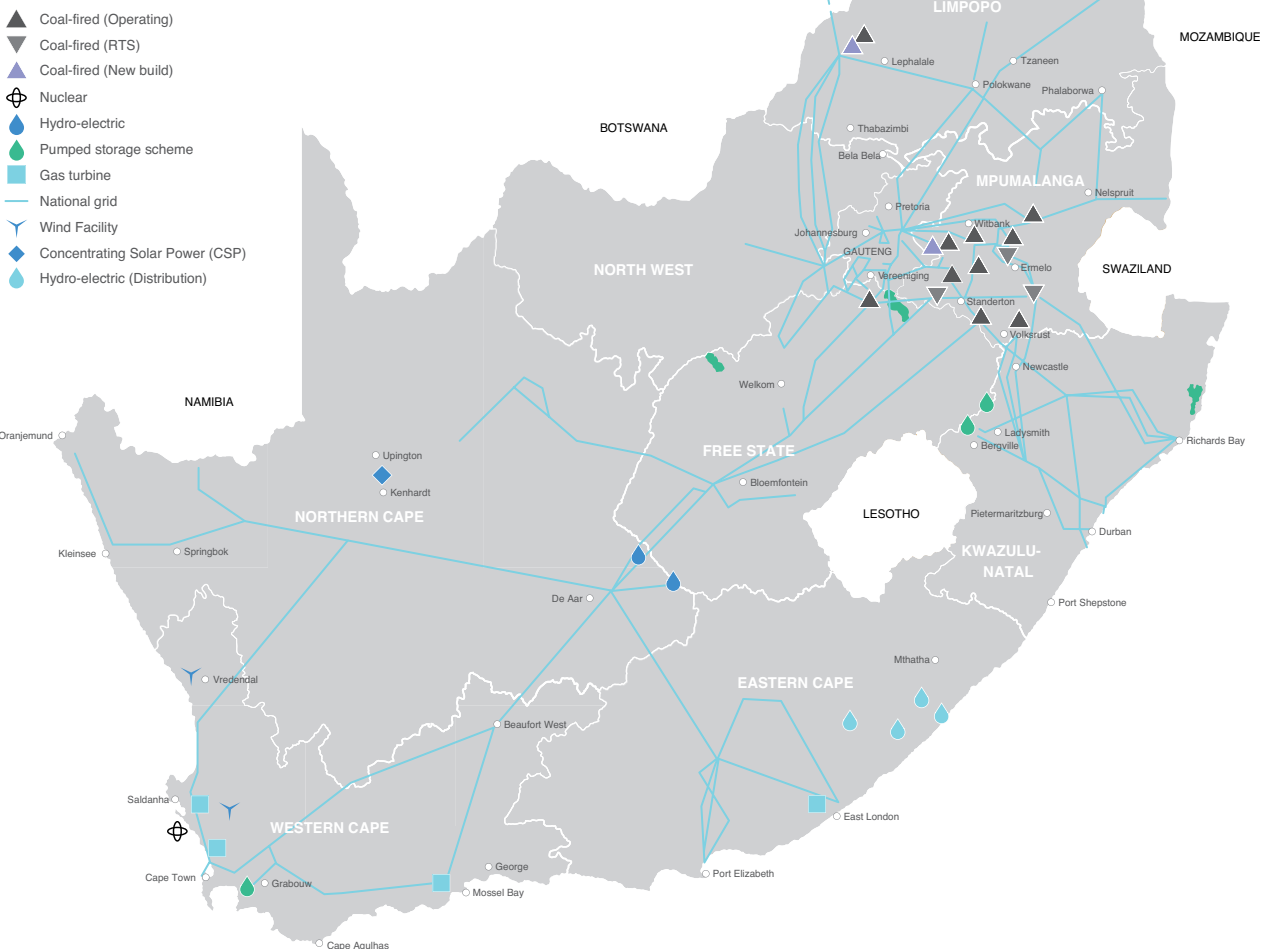 Coal-fired (Operating)
Coal-fired (RTS)
Coal-fired (New build)
Nuclear
Hydro-electric
Pumped storage scheme
Gas turbine
National grid
Wind Facility
Concentrating Solar Power (CSP)
Hydro-electric (Distribution)
LIMPOPO
MOZAMBIQUE
Lephalale
Tzaneen
Polokwane
Phalaborwa
BOTSWANA
Thabazimbi
Bela Bela
MPUMALANGA
Nelspruit
Pretoria
Witbank
Johannesburg
GAUTENG
NORTH WEST
Vereeniging
Ermelo
SWAZILAND
Standerton
Volksrust
Newcastle
Welkom
NAMIBIA
Oranjemund
Ladysmith
Richards Bay
Bergville
FREE STATE
Upington
Bloemfontein
Kenhardt
LESOTHO
NORTHERN CAPE
Pietermaritzburg
Durban
Kleinsee
Springbok
KWAZULU-
NATAL
De Aar
Port Shepstone
Mthatha
Vredendal
EASTERN CAPE
Beaufort West
Saldanha
East London
WESTERN CAPE
George
Port Elizabeth
Cape Town
Grabouw
Mossel Bay
Cape Agulhas